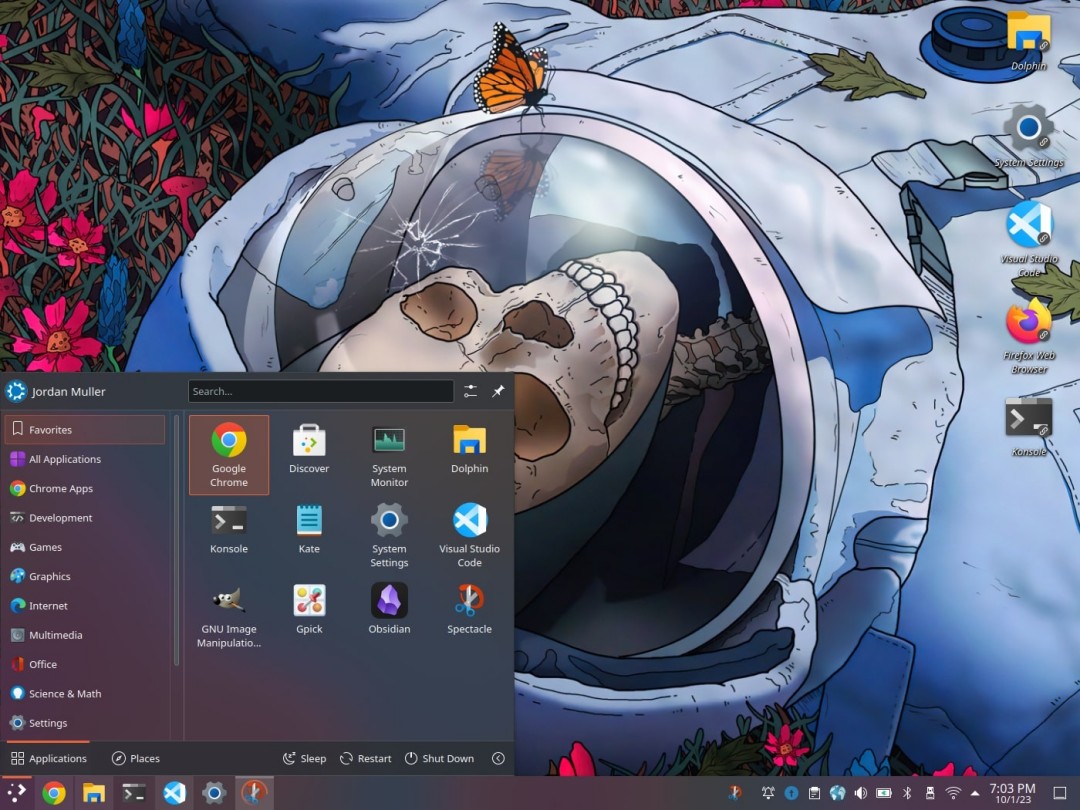 Dolphin
System Settings
Visual Studio
Code
Firefox Web
Browser
Konsole
Jordan Muller
Search...
Favorites
All Applications
Chrome Apps
Development
Games
Graphics
Internet
Multimedia
Office
Science & Math
Settings
Google
Chrome
Discover
System
Monitor
Dolphin
Konsole
Kate
System
Settings
Visual Studio
Code
GNU Image
Manipulatio...
Gpick
Obsidian
Spectacle
Applications
Places
Sleep
Restart
Shut Down
7:03 PM
10/1/23